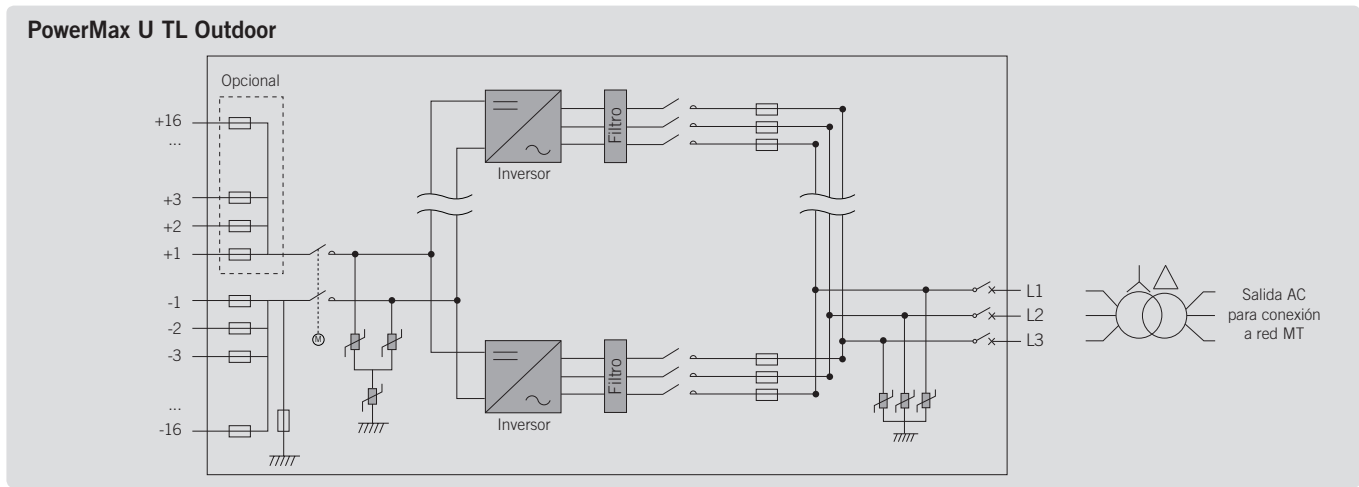 PowerMax U TL Outdoor
Opcional
+16
...
+3
+2
+1
-1
-2
-3
...
-16
M
Inversor
Filtro
Inversor
Filtro
L1
L2
L3
Salida AC
para conexión
a red MT